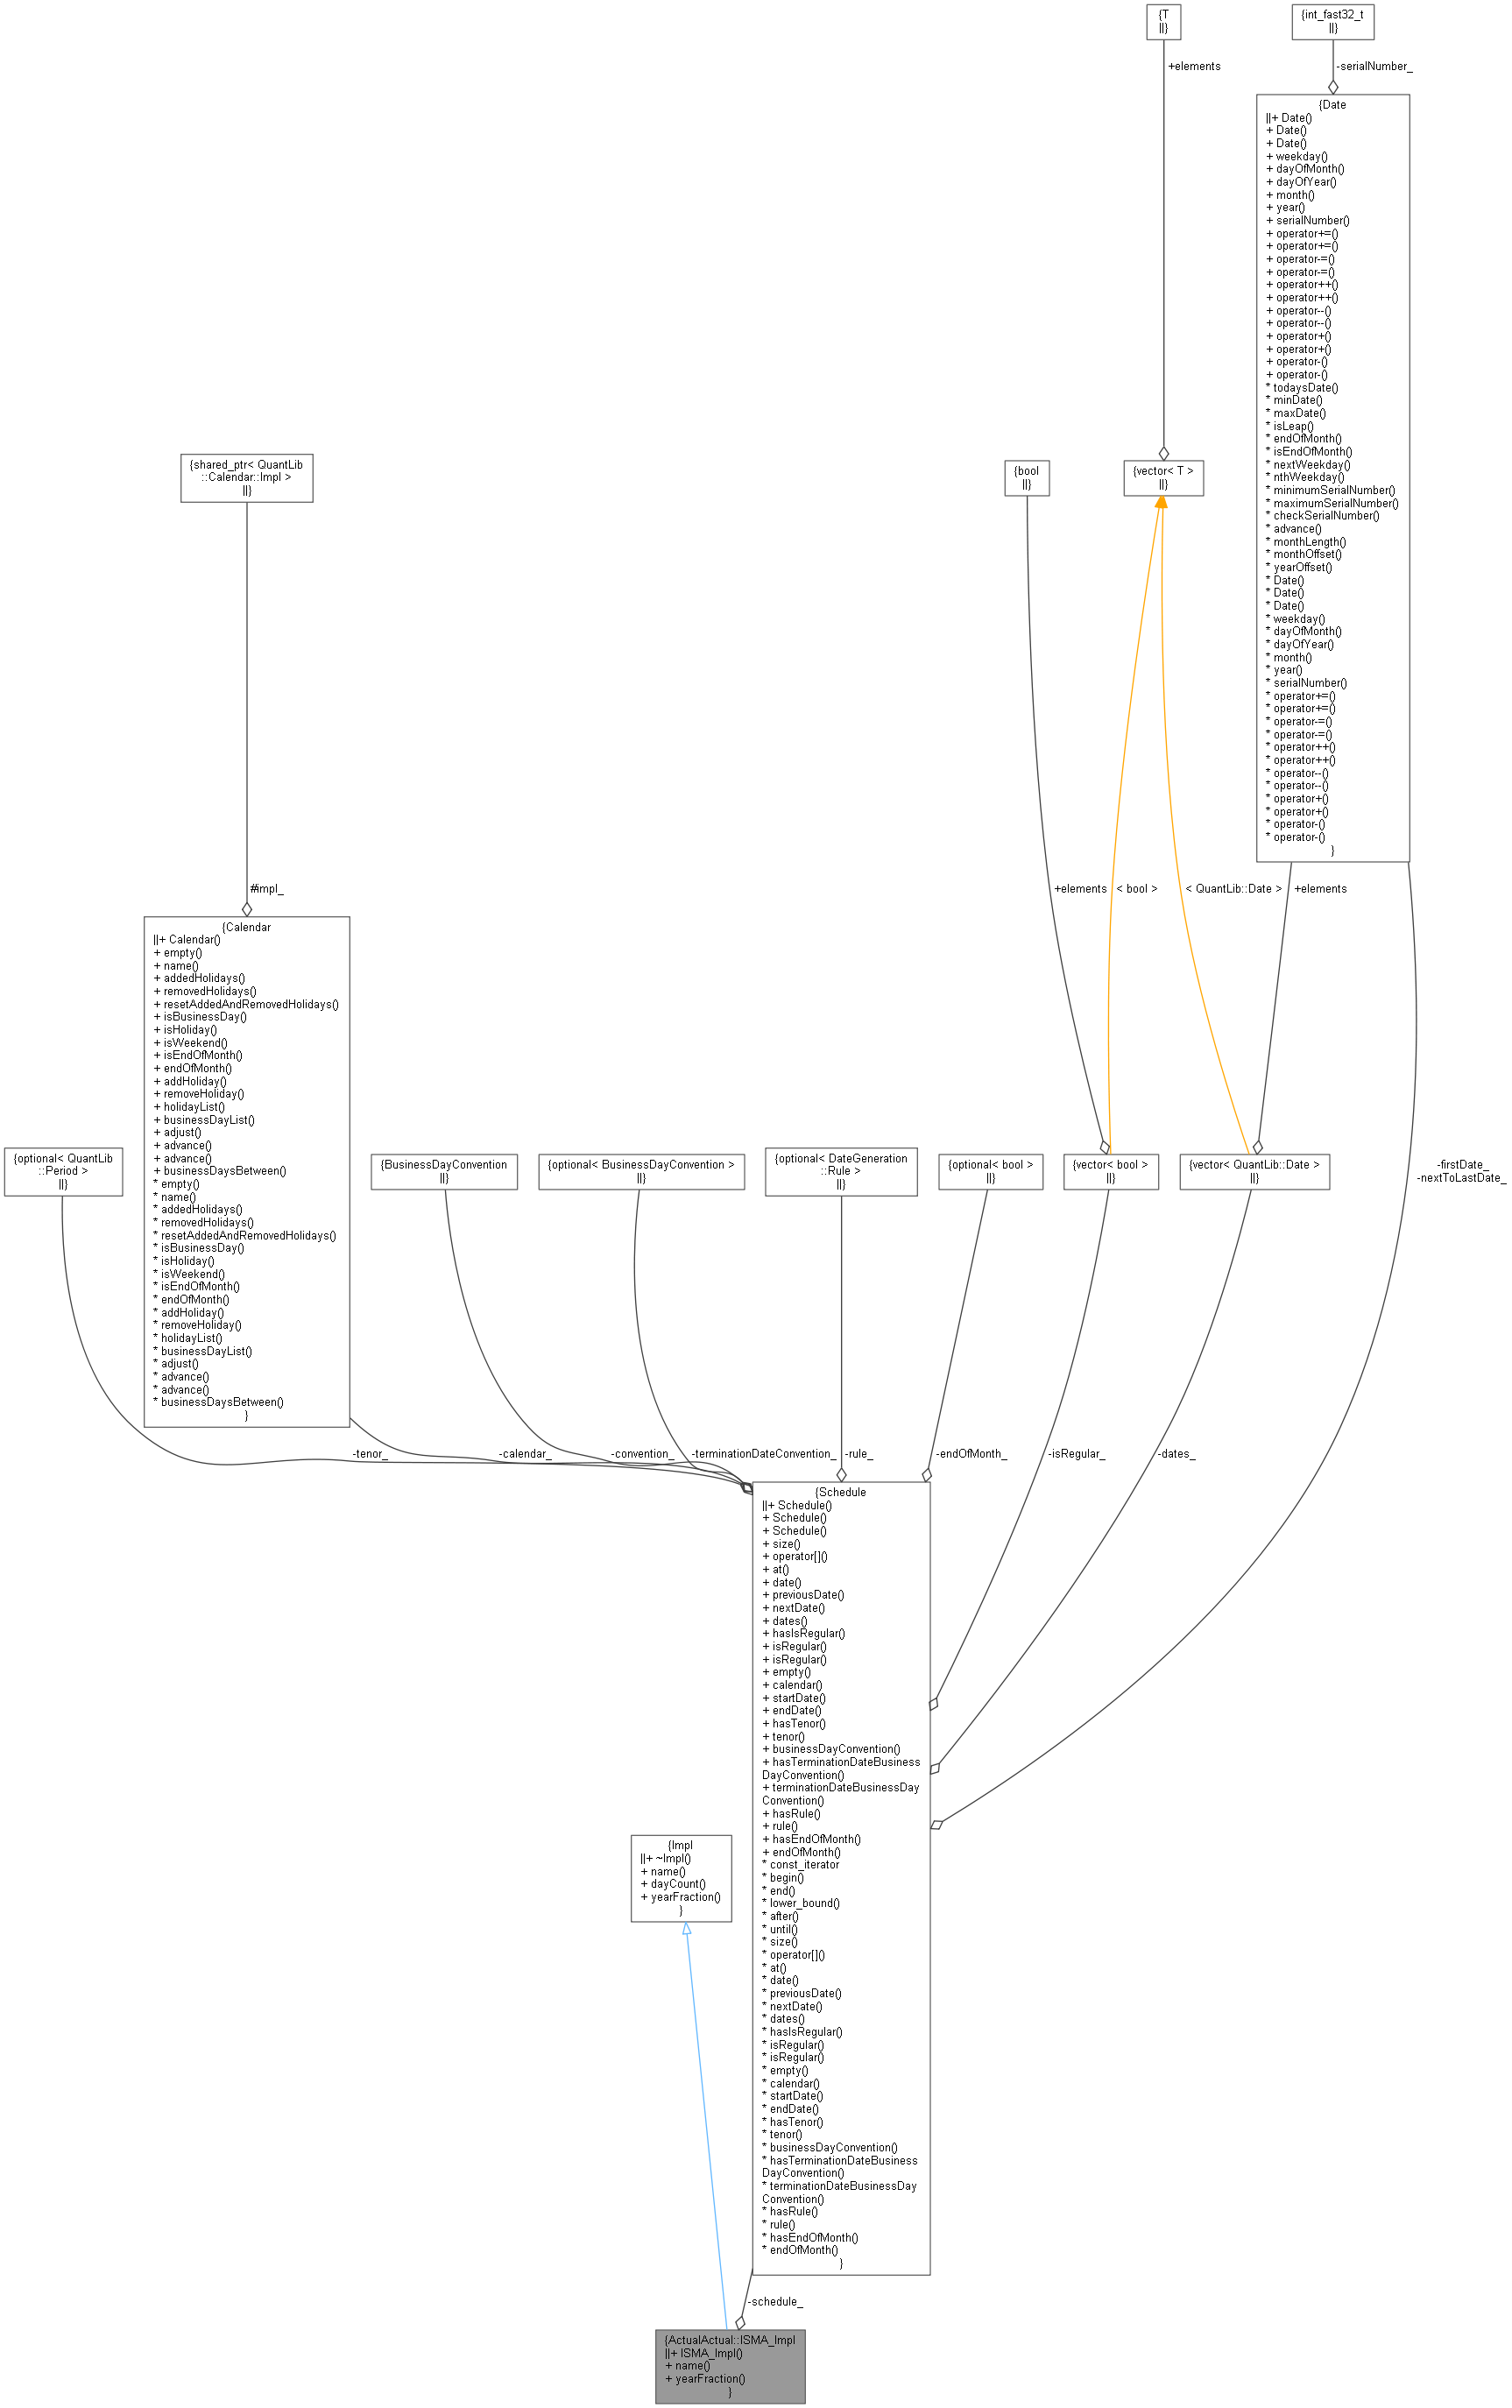 {T
||}
{int_fast32_t
||}
+elements
-serialNumber_
{Date
||+ Date()
+ Date()
+ Date()
+ weekday()
+ dayOfMonth()
+ dayOfYear()
+ month()
+ year()
+ serialNumber()
+ operator+=()
+ operator+=()
+ operator-=()
+ operator-=()
+ operator++()
+ operator++()
+ operator--()
+ operator--()
+ operator+()
+ operator+()
+ operator-()
+ operator-()
* todaysDate()
* minDate()
* maxDate()
* isLeap()
* endOfMonth()
* isEndOfMonth()
* nextWeekday()
* nthWeekday()
* minimumSerialNumber()
* maximumSerialNumber()
* checkSerialNumber()
* advance()
* monthLength()
* monthOffset()
* yearOffset()
* Date()
* Date()
* Date()
* weekday()
* dayOfMonth()
* dayOfYear()
* month()
* year()
* serialNumber()
* operator+=()
* operator+=()
* operator-=()
* operator-=()
* operator++()
* operator++()
* operator--()
* operator--()
* operator+()
* operator+()
* operator-()
* operator-()
}
{shared_ptr< QuantLib
::Calendar::Impl >
||}
{bool
||}
{vector< T >
||}
#impl_
+elements
< bool >
< QuantLib::Date >
+elements
{Calendar
||+ Calendar()
+ empty()
+ name()
+ addedHolidays()
+ removedHolidays()
+ resetAddedAndRemovedHolidays()
+ isBusinessDay()
+ isHoliday()
+ isWeekend()
+ isEndOfMonth()
+ endOfMonth()
+ addHoliday()
+ removeHoliday()
+ holidayList()
+ businessDayList()
+ adjust()
+ advance()
+ advance()
+ businessDaysBetween()
* empty()
* name()
* addedHolidays()
* removedHolidays()
* resetAddedAndRemovedHolidays()
* isBusinessDay()
* isHoliday()
* isWeekend()
* isEndOfMonth()
* endOfMonth()
* addHoliday()
* removeHoliday()
* holidayList()
* businessDayList()
* adjust()
* advance()
* advance()
* businessDaysBetween()
}
{optional< QuantLib
::Period >
||}
{BusinessDayConvention
||}
{optional< BusinessDayConvention >
||}
{optional< DateGeneration
::Rule >
||}
{optional< bool >
||}
{vector< bool >
||}
{vector< QuantLib::Date >
||}
-firstDate_
-nextToLastDate_
-tenor_
-calendar_
-convention_
-terminationDateConvention_
-rule_
-endOfMonth_
-isRegular_
-dates_
{Schedule
||+ Schedule()
+ Schedule()
+ Schedule()
+ size()
+ operator[]()
+ at()
+ date()
+ previousDate()
+ nextDate()
+ dates()
+ hasIsRegular()
+ isRegular()
+ isRegular()
+ empty()
+ calendar()
+ startDate()
+ endDate()
+ hasTenor()
+ tenor()
+ businessDayConvention()
+ hasTerminationDateBusiness
DayConvention()
+ terminationDateBusinessDay
Convention()
+ hasRule()
+ rule()
+ hasEndOfMonth()
+ endOfMonth()
* const_iterator
* begin()
* end()
* lower_bound()
* after()
* until()
* size()
* operator[]()
* at()
* date()
* previousDate()
* nextDate()
* dates()
* hasIsRegular()
* isRegular()
* isRegular()
* empty()
* calendar()
* startDate()
* endDate()
* hasTenor()
* tenor()
* businessDayConvention()
* hasTerminationDateBusiness
DayConvention()
* terminationDateBusinessDay
Convention()
* hasRule()
* rule()
* hasEndOfMonth()
* endOfMonth()
}
{Impl
||+ ~Impl()
+ name()
+ dayCount()
+ yearFraction()
}
-schedule_
{ActualActual::ISMA_Impl
||+ ISMA_Impl()
+ name()
+ yearFraction()
}